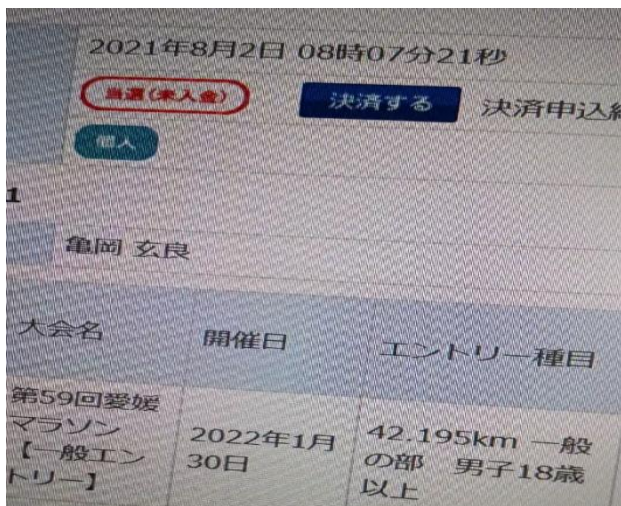 2021年8月2日 08時07分21秒
当選(未入金) 決済する 決済申込
個人
1
亀岡 玄良
大会名 開催日 エントリー種目
第59回愛媛
マラソン
【一般エン
トリー】
2022年1月
30日
42.195km 一般
の部 男子18歳
以上